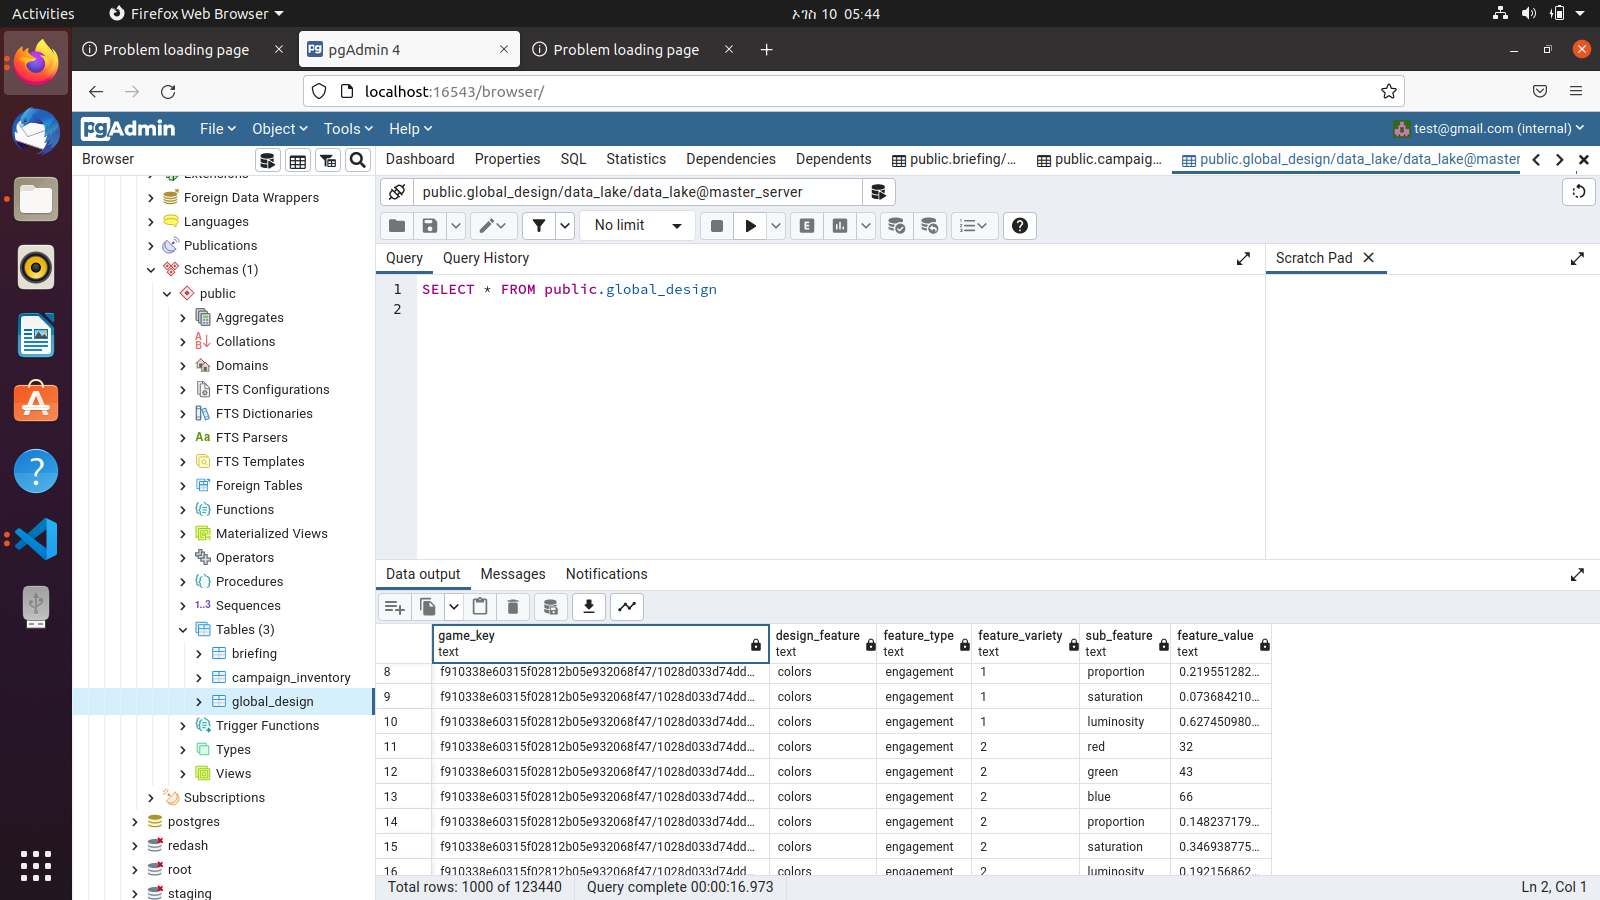 Activities
Firefox Web Browser
ኦገስ 10 05:44
Problem loading page
pgAdmin 4
Problem loading page
localhost:16543/browser/
pgAdmin
File
Object
Tools
Help
test@gmail.com (internal)
Browser
Dashboard
Properties
SQL
Statistics
Dependencies
Dependents
public.briefing/...
public.campaig...
public.global_design/data_lake/data_lake@master
Extensions
Foreign Data Wrappers
Languages
Publications
Schemas (1)
public
Aggregates
Collations
Domains
FTS Configurations
FTS Dictionaries
FTS Parsers
FTS Templates
Foreign Tables
Functions
Materialized Views
Operators
Procedures
1..3 Sequences
Tables (3)
briefing
campaign_inventory
global_design
Trigger Functions
Types
Views
Subscriptions
postgres
redash
root
staging
public.global_design/data_lake/data_lake@master_server
No limit
Query
Query History
Scratch Pad
1 SELECT * FROM public.global_design
2
Data output
Messages
Notifications
game_key text
design_feature text
feature_type text
feature_variety text
sub_feature text
feature_value text
8 f910338e60315f02812b05e932068f47/1028d033d74dd... colors engagement 1 proportion 0.219551282...
9 f910338e60315f02812b05e932068f47/1028d033d74dd... colors engagement 1 saturation 0.073684210...
10 f910338e60315f02812b05e932068f47/1028d033d74dd... colors engagement 1 luminosity 0.627450980...
11 f910338e60315f02812b05e932068f47/1028d033d74dd... colors engagement 2 red 32
12 f910338e60315f02812b05e932068f47/1028d033d74dd... colors engagement 2 green 43
13 f910338e60315f02812b05e932068f47/1028d033d74dd... colors engagement 2 blue 66
14 f910338e60315f02812b05e932068f47/1028d033d74dd... colors engagement 2 proportion 0.148237179...
15 f910338e60315f02812b05e932068f47/1028d033d74dd... colors engagement 2 saturation 0.346938775...
16 f910338e60315f02812b05e932068f47/1028d033d74dd... colors engagement 2 luminosity 0.192156862...
Total rows: 1000 of 123440
Query complete 00:00:16.973
Ln 2, Col 1